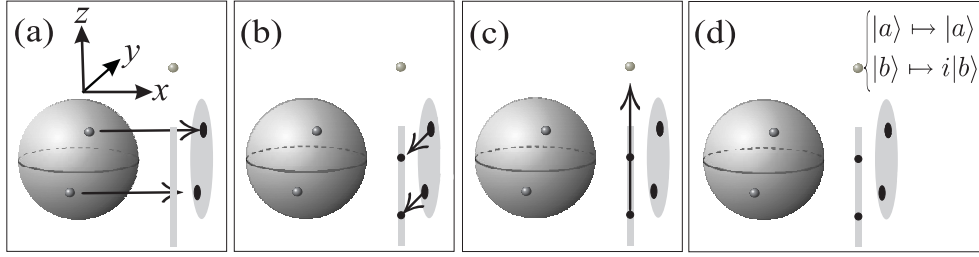 (a)
z
y
x
(b)
(c)
(d)
|a⟩ ↦ |a⟩
|b⟩ ↦ i|b⟩